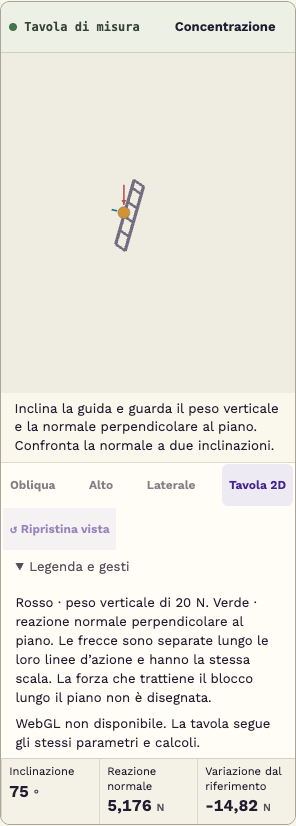 Tavola di misura Concentrazione
Inclina la guida e guarda il peso verticale
e la normale perpendicolare al piano.
Confronta la normale a due inclinazioni.
Obliqua Alto Laterale Tavola 2D
↺ Ripristina vista
▼ Legenda e gesti
Rosso · peso verticale di 20 N. Verde ·
reazione normale perpendicolare al
piano. Le frecce sono separate lungo le
loro linee d’azione e hanno la stessa
scala. La forza che trattiene il blocco
lungo il piano non è disegnata.
WebGL non disponibile. La tavola segue
gli stessi parametri e calcoli.
Inclinazione
75 °
Reazione
normale
5,176 N
Variazione dal
riferimento
-14,82 N